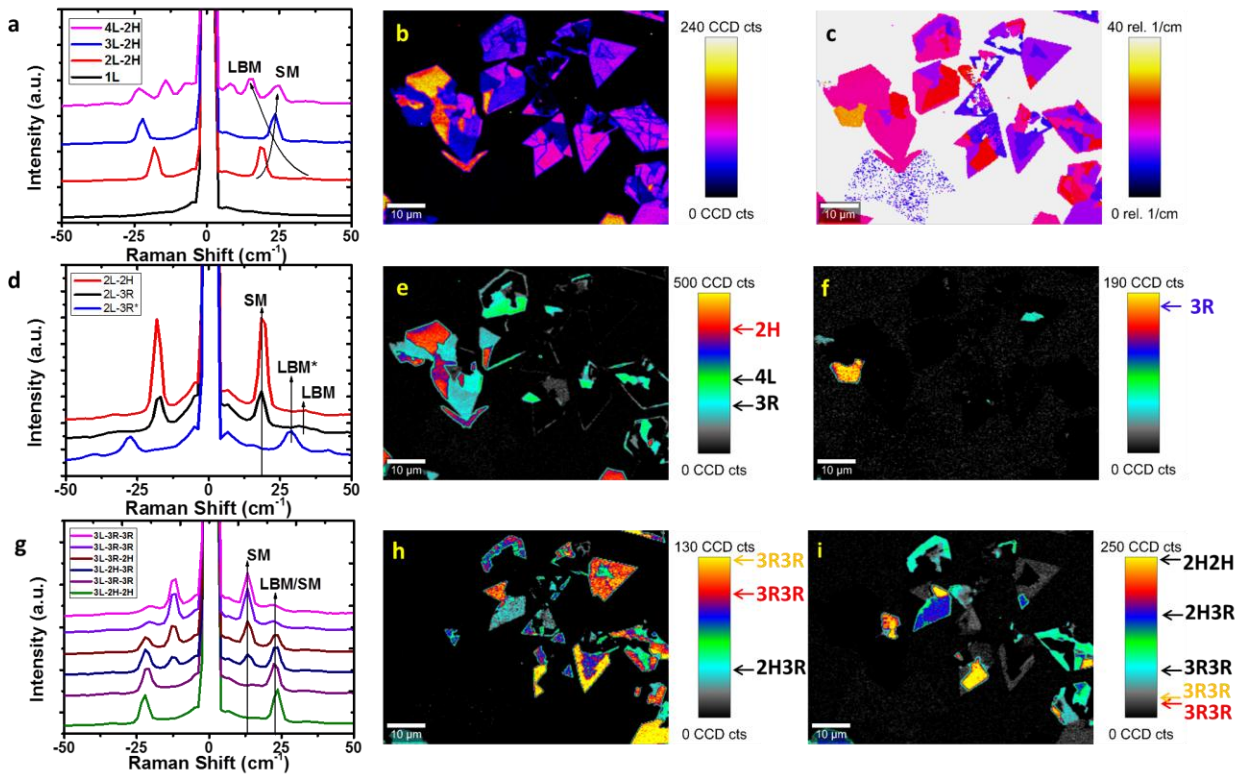 a
4L-2H
3L-2H
2L-2H
1L
LBM
SM
Intensity (a.u.)
-50
-25
0
25
50
Raman Shift (cm-1)
b
10 µm
240 CCD cts
0 CCD cts
c
10 µm
40 rel. 1/cm
0 rel. 1/cm
d
2L-2H
2L-3R
2L-3R*
SM
LBM*
LBM
Intensity (a.u.)
-50
-25
0
25
50
Raman Shift (cm-1)
e
10 µm
500 CCD cts
2H
4L
3R
0 CCD cts
f
10 µm
190 CCD cts
3R
0 CCD cts
g
3L-3R-3R
3L-3R-3R
3L-3R-2H
3L-2H-3R
3L-3R-3R
3L-2H-2H
SM
LBM/SM
Intensity (a.u.)
-50
-25
0
25
50
Raman Shift (cm-1)
h
10 µm
130 CCD cts
3R3R
3R3R
2H3R
0 CCD cts
i
10 µm
250 CCD cts
2H2H
2H3R
3R3R
3R3R
3R3R
0 CCD cts